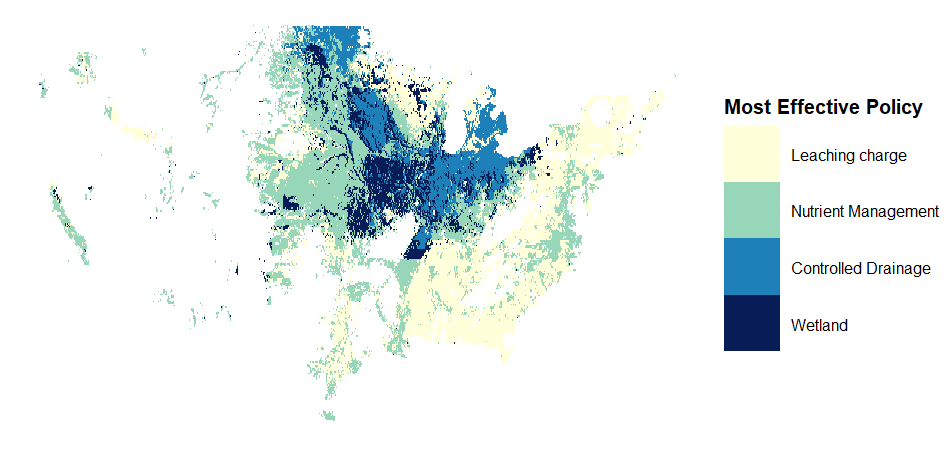 Most Effective Policy
Leaching charge
Nutrient Management
Controlled Drainage
Wetland